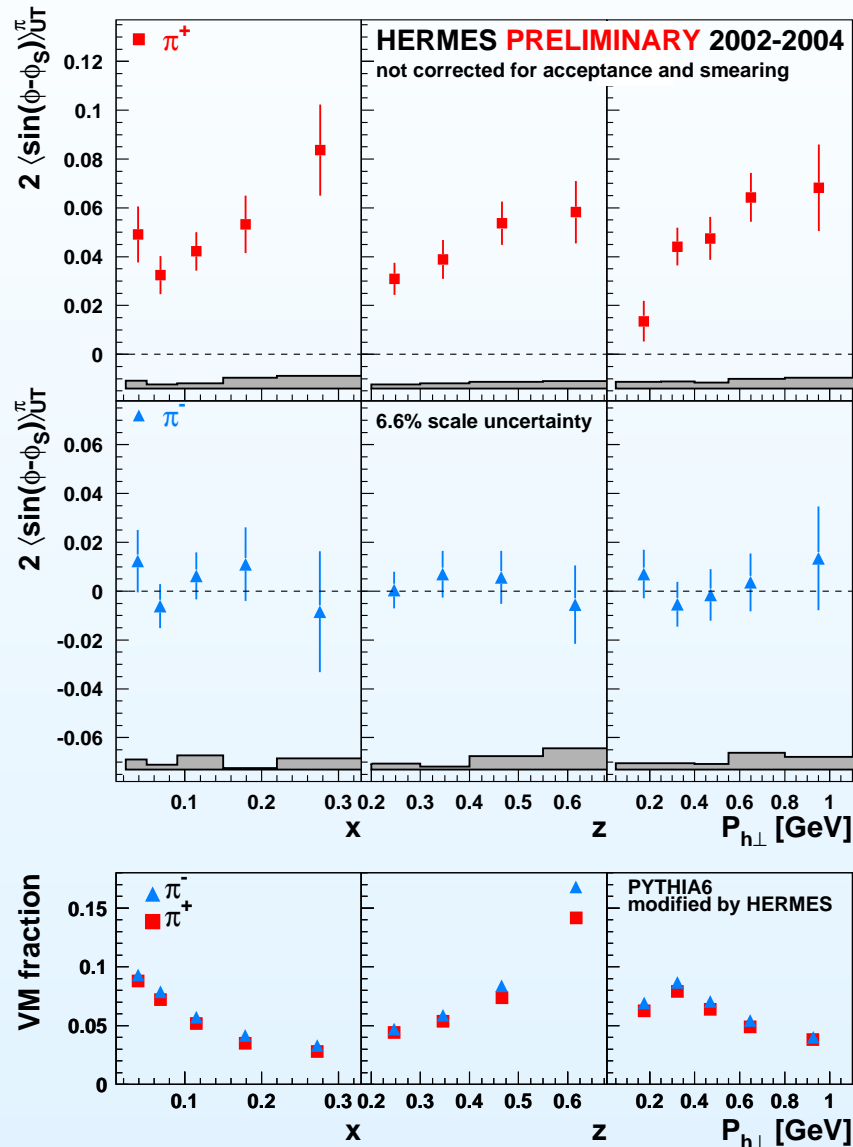 π+
HERMES PRELIMINARY 2002-2004
not corrected for acceptance and smearing
2 ⟨sin(ϕ-ϕS)⟩πUT
0.12
0.1
0.08
0.06
0.04
0.02
0
π-
6.6% scale uncertainty
2 ⟨sin(ϕ-ϕS)⟩πUT
0.06
0.04
0.02
0
-0.02
-0.04
-0.06
0.1 0.2 0.3 0.2 0.3 0.4 0.5 0.6 0.2 0.4 0.6 0.8 1
x z Ph⊥ [GeV]
VM fraction
π-
π+
PYTHIA6
modified by HERMES
0.15
0.1
0.05
0
0.1 0.2 0.3 0.2 0.3 0.4 0.5 0.6 0.2 0.4 0.6 0.8 1
x z Ph⊥ [GeV]